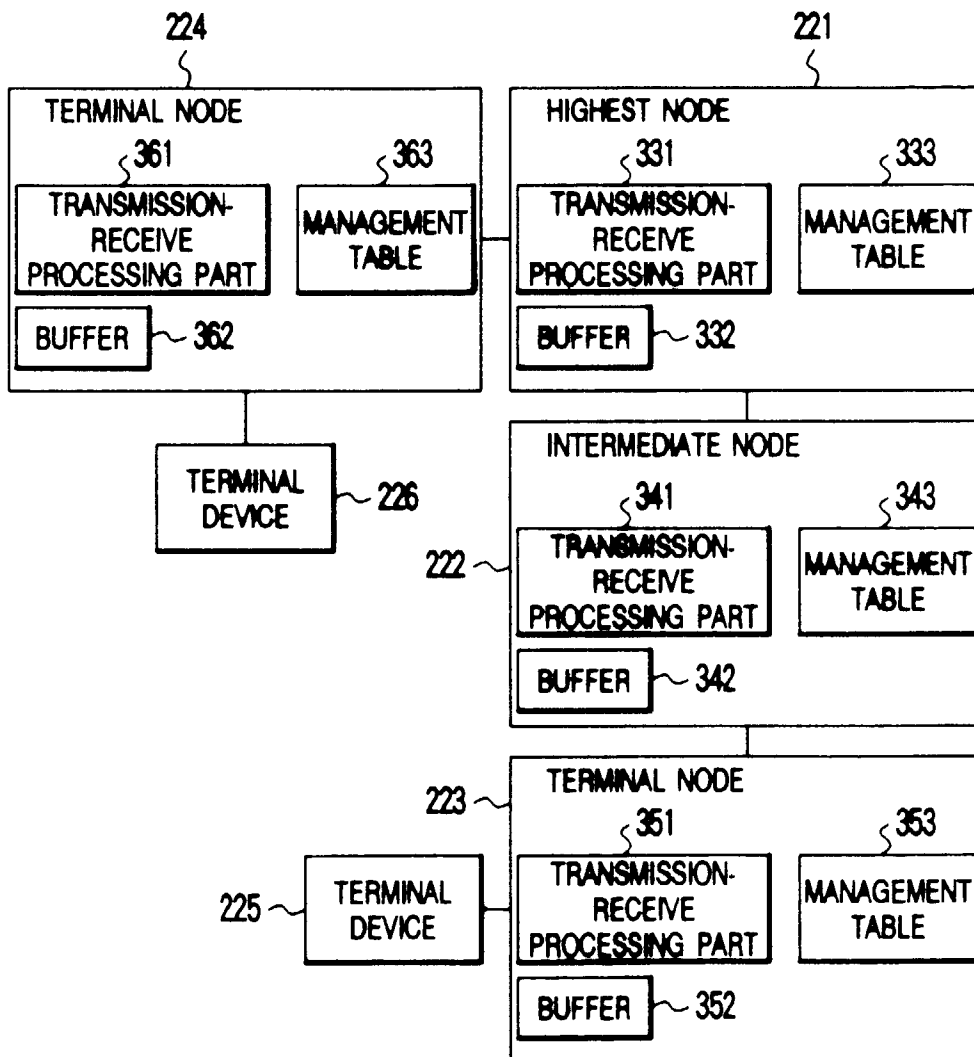 224
221
TERMINAL NODE
361
363
TRANSMISSION-
RECEIVE
PROCESSING PART
MANAGEMENT
TABLE
BUFFER
362
HIGHEST NODE
331
333
TRANSMISSION-
RECEIVE
PROCESSING PART
MANAGEMENT
TABLE
BUFFER
332
TERMINAL
DEVICE
226
INTERMEDIATE NODE
341
343
222
TRANSMISSION-
RECEIVE
PROCESSING PART
MANAGEMENT
TABLE
BUFFER
342
TERMINAL NODE
223
351
353
TRANSMISSION-
RECEIVE
PROCESSING PART
MANAGEMENT
TABLE
225
TERMINAL
DEVICE
BUFFER
352